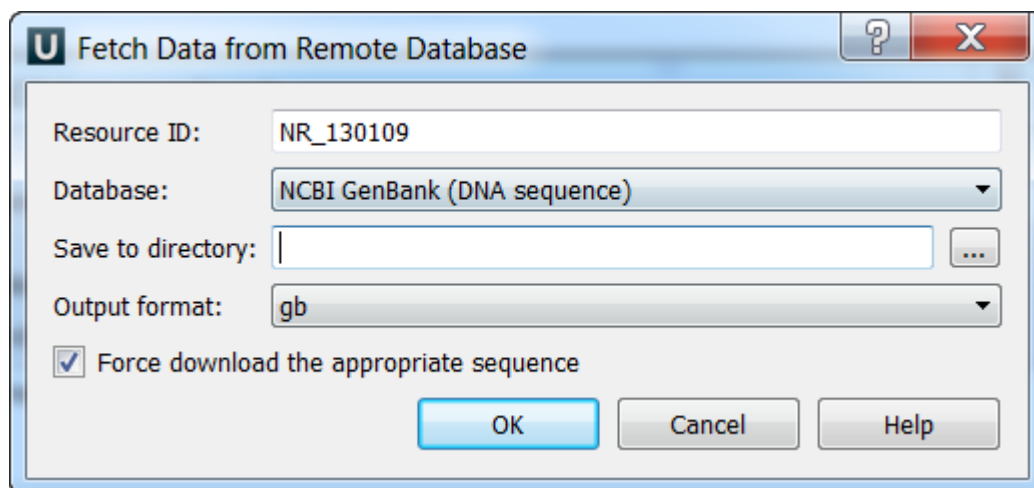 U Fetch Data from Remote Database
Resource ID: NR_130109
Database: NCBI GenBank (DNA sequence)
Save to directory: ...
Output format: gb
Force download the appropriate sequence
OK Cancel Help